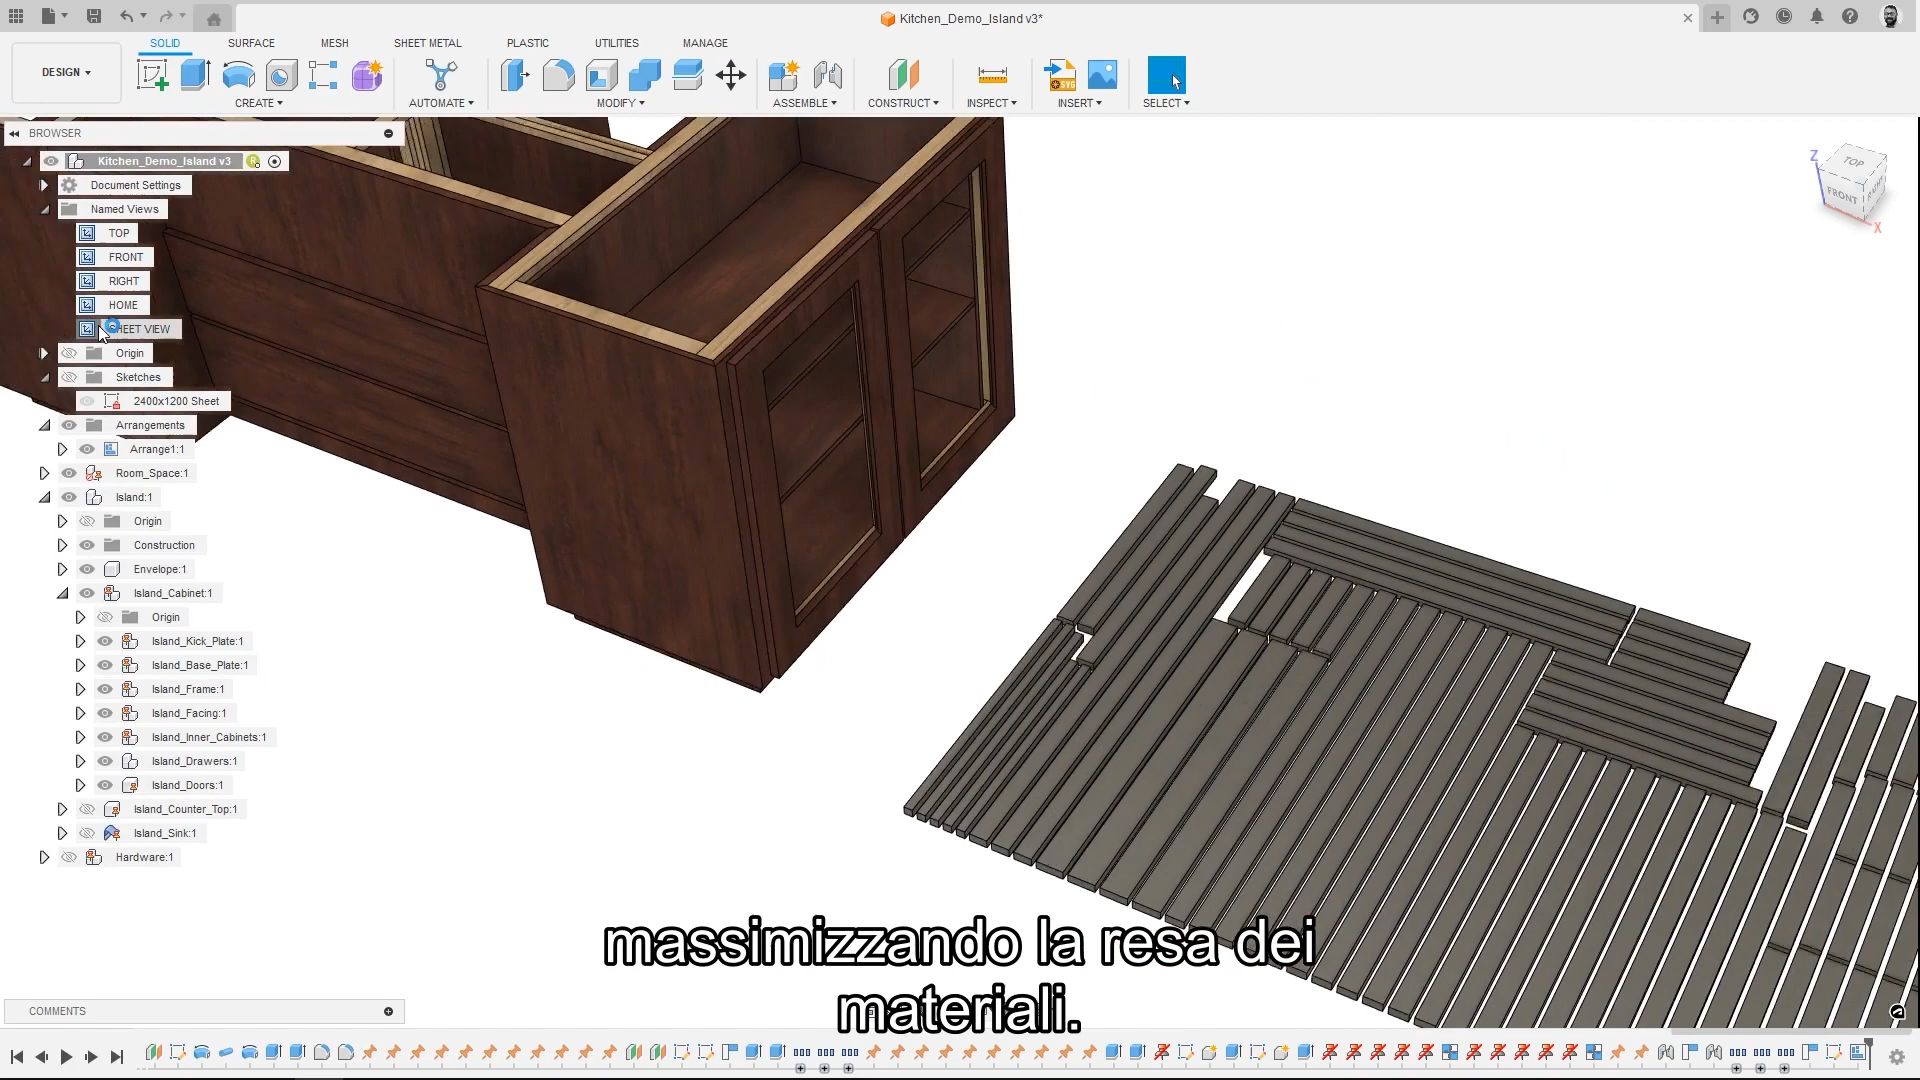 Kitchen_Demo_Island v3*
SOLID SURFACE MESH SHEET METAL PLASTIC UTILITIES MANAGE
DESIGN
CREATE AUTOMATE MODIFY ASSEMBLE CONSTRUCT INSPECT INSERT SELECT
BROWSER
Kitchen_Demo_Island v3
Document Settings
Named Views
TOP
FRONT
RIGHT
HOME
SHEET VIEW
Origin
Sketches
2400x1200 Sheet
Arrangements
Arrange1:1
Room_Space:1
Island:1
Origin
Construction
Envelope:1
Island_Cabinet:1
Origin
Island_Kick_Plate:1
Island_Base_Plate:1
Island_Frame:1
Island_Facing:1
Island_Inner_Cabinets:1
Island_Drawers:1
Island_Doors:1
Island_Counter_Top:1
Island_Sink:1
Hardware:1
Z
TOP
FRONT
RIGHT
X
massimizzando la resa dei
materiali.
COMMENTS